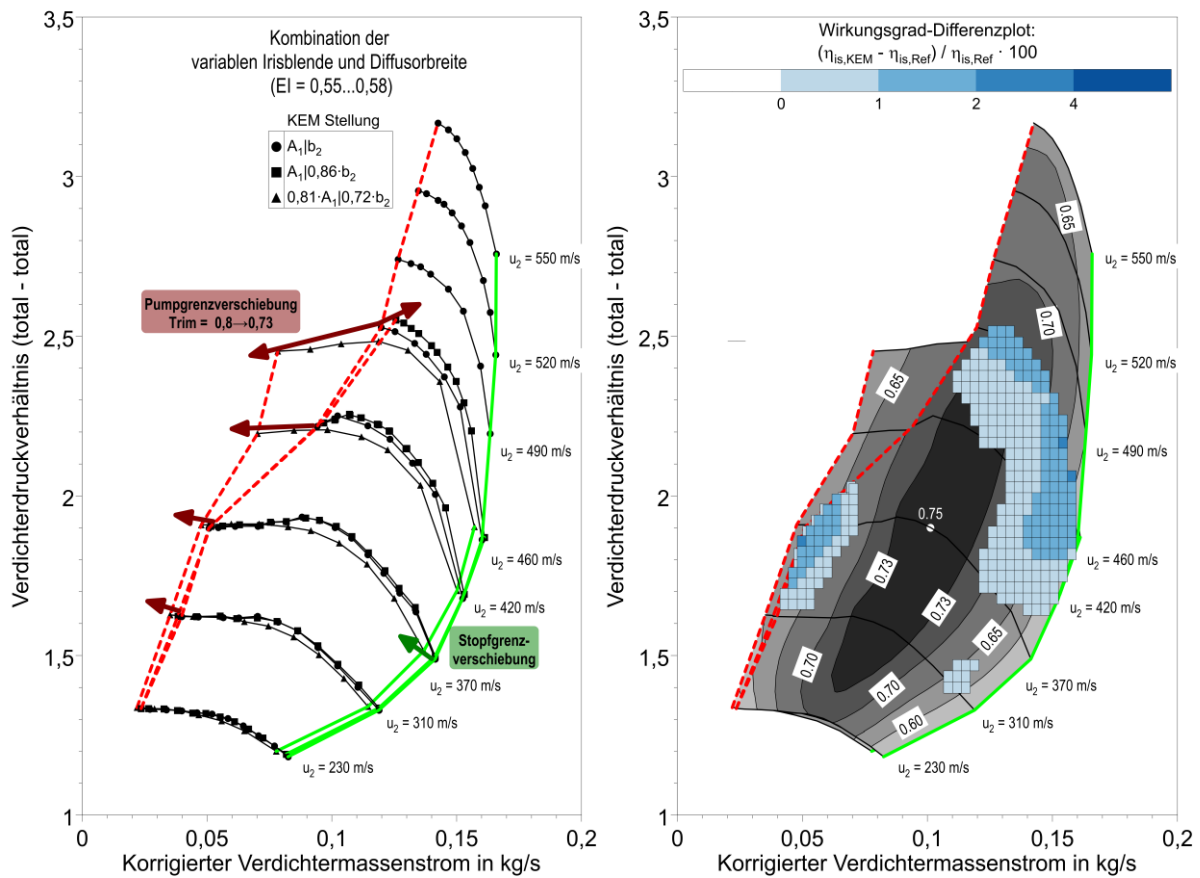 Kombination der
variablen Irisblende und Diffusorbreite
(EI = 0,55...0,58)
KEM Stellung
A₁|b₂
A₁|0,86·b₂
0,81·A₁|0,72·b₂
Pumpgrenzverschiebung
Trim = 0,8→0,73
Stopfgrenz-
verschiebung
u₂ = 550 m/s
u₂ = 520 m/s
u₂ = 490 m/s
u₂ = 460 m/s
u₂ = 420 m/s
u₂ = 370 m/s
u₂ = 310 m/s
u₂ = 230 m/s
Verdichterdruckverhältnis (total - total)
3,5
3
2,5
2
1,5
1
0
0,05
0,1
0,15
0,2
Korrigierter Verdichtermassenstrom in kg/s
Wirkungsgrad-Differenzplot:
(η_is,KEM - η_is,Ref) / η_is,Ref · 100
0
1
2
4
0.65
0.70
0.65
0.75
0.73
0.73
0.70
0.70
0.65
0.60
u₂ = 550 m/s
u₂ = 520 m/s
u₂ = 490 m/s
u₂ = 460 m/s
u₂ = 420 m/s
u₂ = 370 m/s
u₂ = 310 m/s
u₂ = 230 m/s
Verdichterdruckverhältnis (total - total)
3,5
3
2,5
2
1,5
1
0
0,05
0,1
0,15
0,2
Korrigierter Verdichtermassenstrom in kg/s